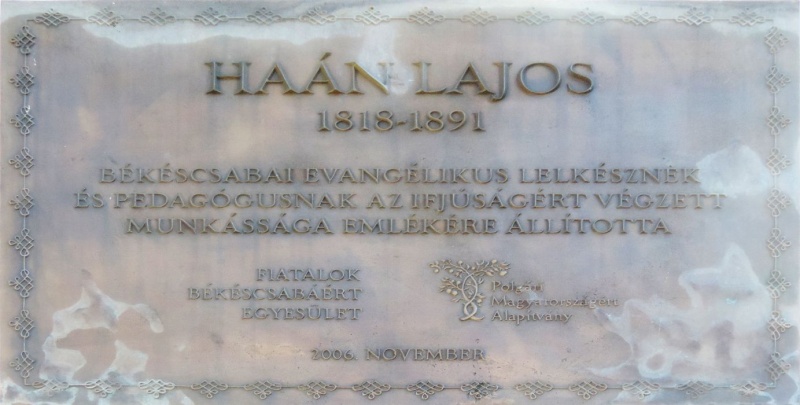 HAÁN LAJOS
1818-1891
BÉKÉSCSABAI EVANGÉLIKUS LELKÉSZNEK
ÉS PEDAGÓGUSNAK AZ IFJÚSÁGÉRT VÉGZETT
MUNKÁSSÁGA EMLÉKÉRE ÁLLÍTOTTA
FIATALOK
BÉKÉSCSABÁÉRT
EGYESÜLET
Polgári
Magyarországért
Alapítvány
2006. NOVEMBER